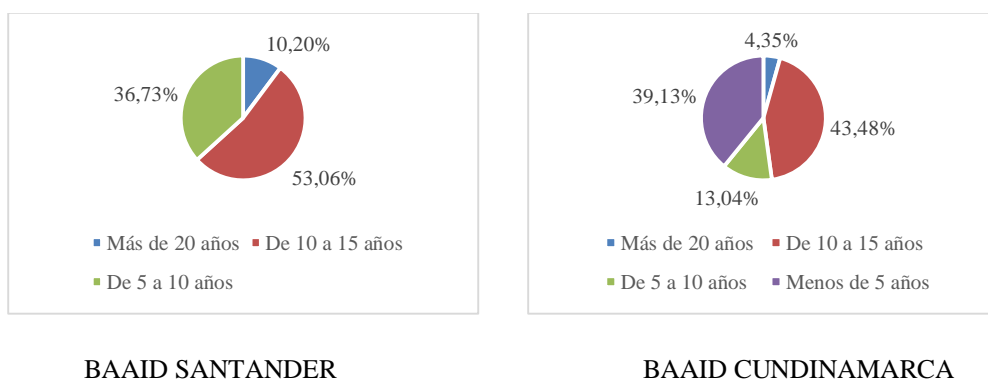 10,20%
36,73%
53,06%
Más de 20 años De 10 a 15 años
De 5 a 10 años
4,35%
39,13%
43,48%
13,04%
Más de 20 años De 10 a 15 años
De 5 a 10 años Menos de 5 años
BAAID SANTANDER
BAAID CUNDINAMARCA